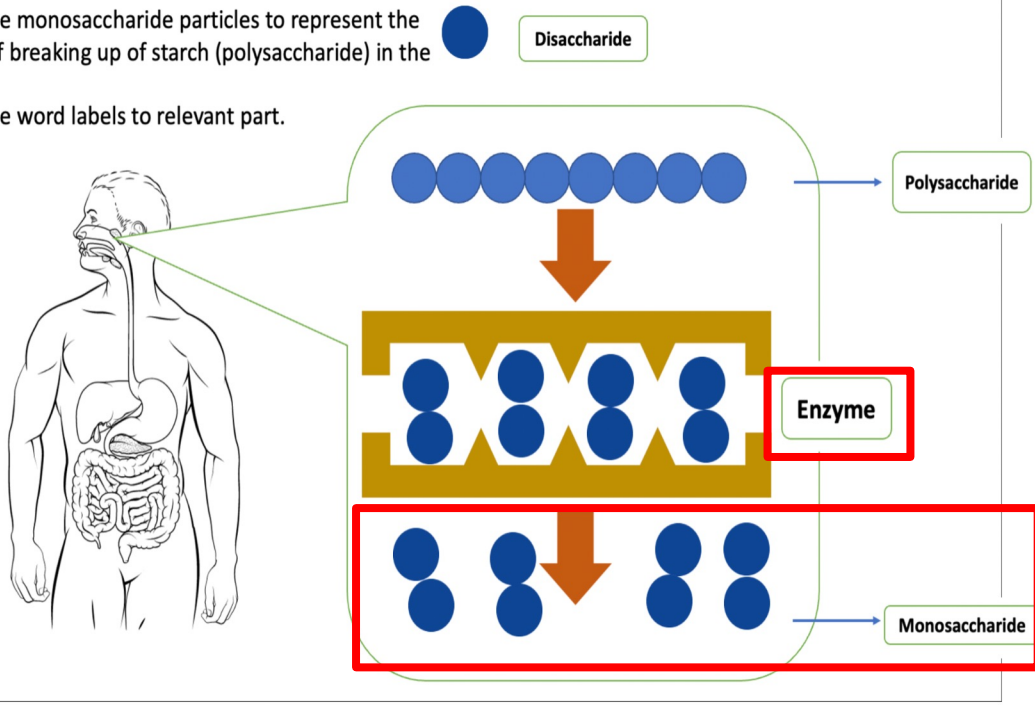 e monosaccharide particles to represent the
f breaking up of starch (polysaccharide) in the
e word labels to relevant part.
Disaccharide
Polysaccharide
Enzyme
Monosaccharide